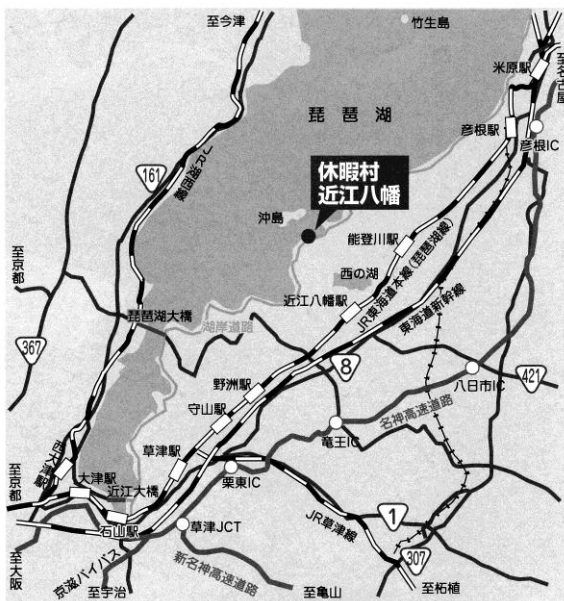 至今津
竹生島
至名古屋
米原駅
琵琶湖
彦根駅
彦根IC
161
JR湖西線
休暇村
近江八幡
沖島
能登川駅
至京都
西の湖
JR東海道本線(琵琶湖線)
近江八幡駅
東海道新幹線
琵琶湖大橋
湖岸道路
367
8
421
野洲駅
八日市IC
守山駅
名神高速道路
竜王IC
草津駅
西大津駅
至京都
大津駅
近江大橋
栗東IC
石山駅
草津JCT
JR草津線
1
307
至大阪
京滋バイパス
至宇治
新名神高速道路
至亀山
至柘植